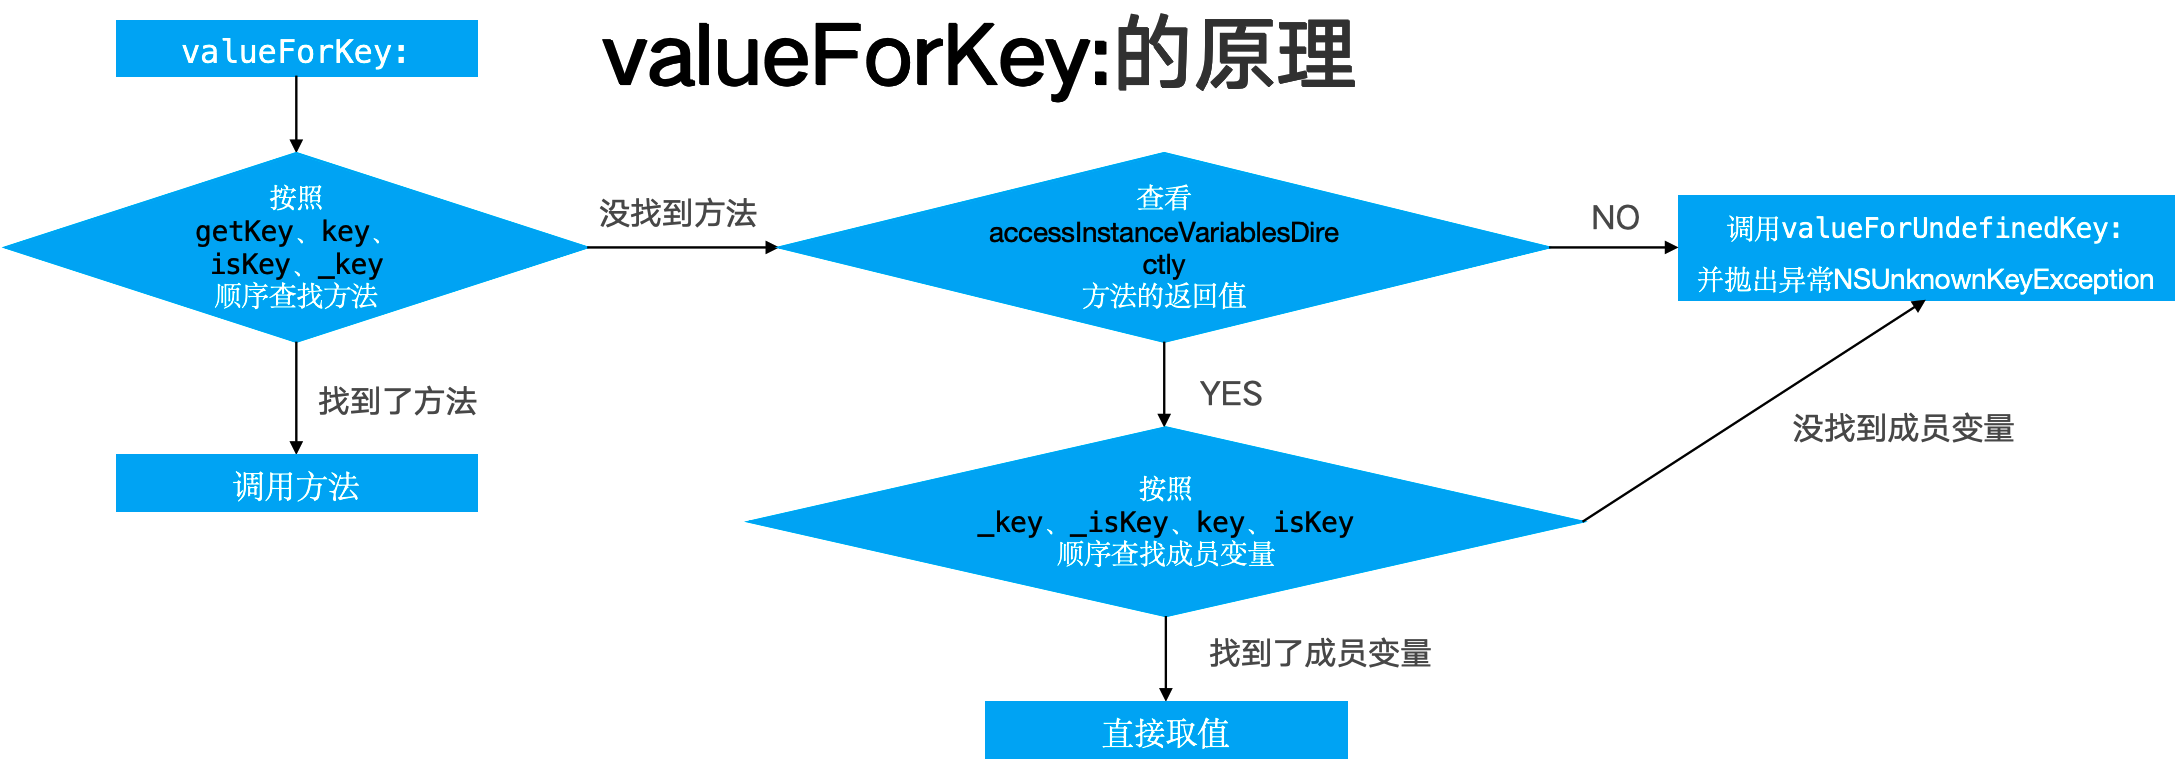 valueForKey:的原理
valueForKey:
按照
getKey、key、
isKey、_key
顺序查找方法
没找到方法
查看
accessInstanceVariablesDire
ctly
方法的返回值
NO
调用valueForUndefinedKey:
并抛出异常NSUnknownKeyException
找到了方法
调用方法
YES
没找到成员变量
按照
_key、_isKey、key、isKey
顺序查找成员变量
找到了成员变量
直接取值